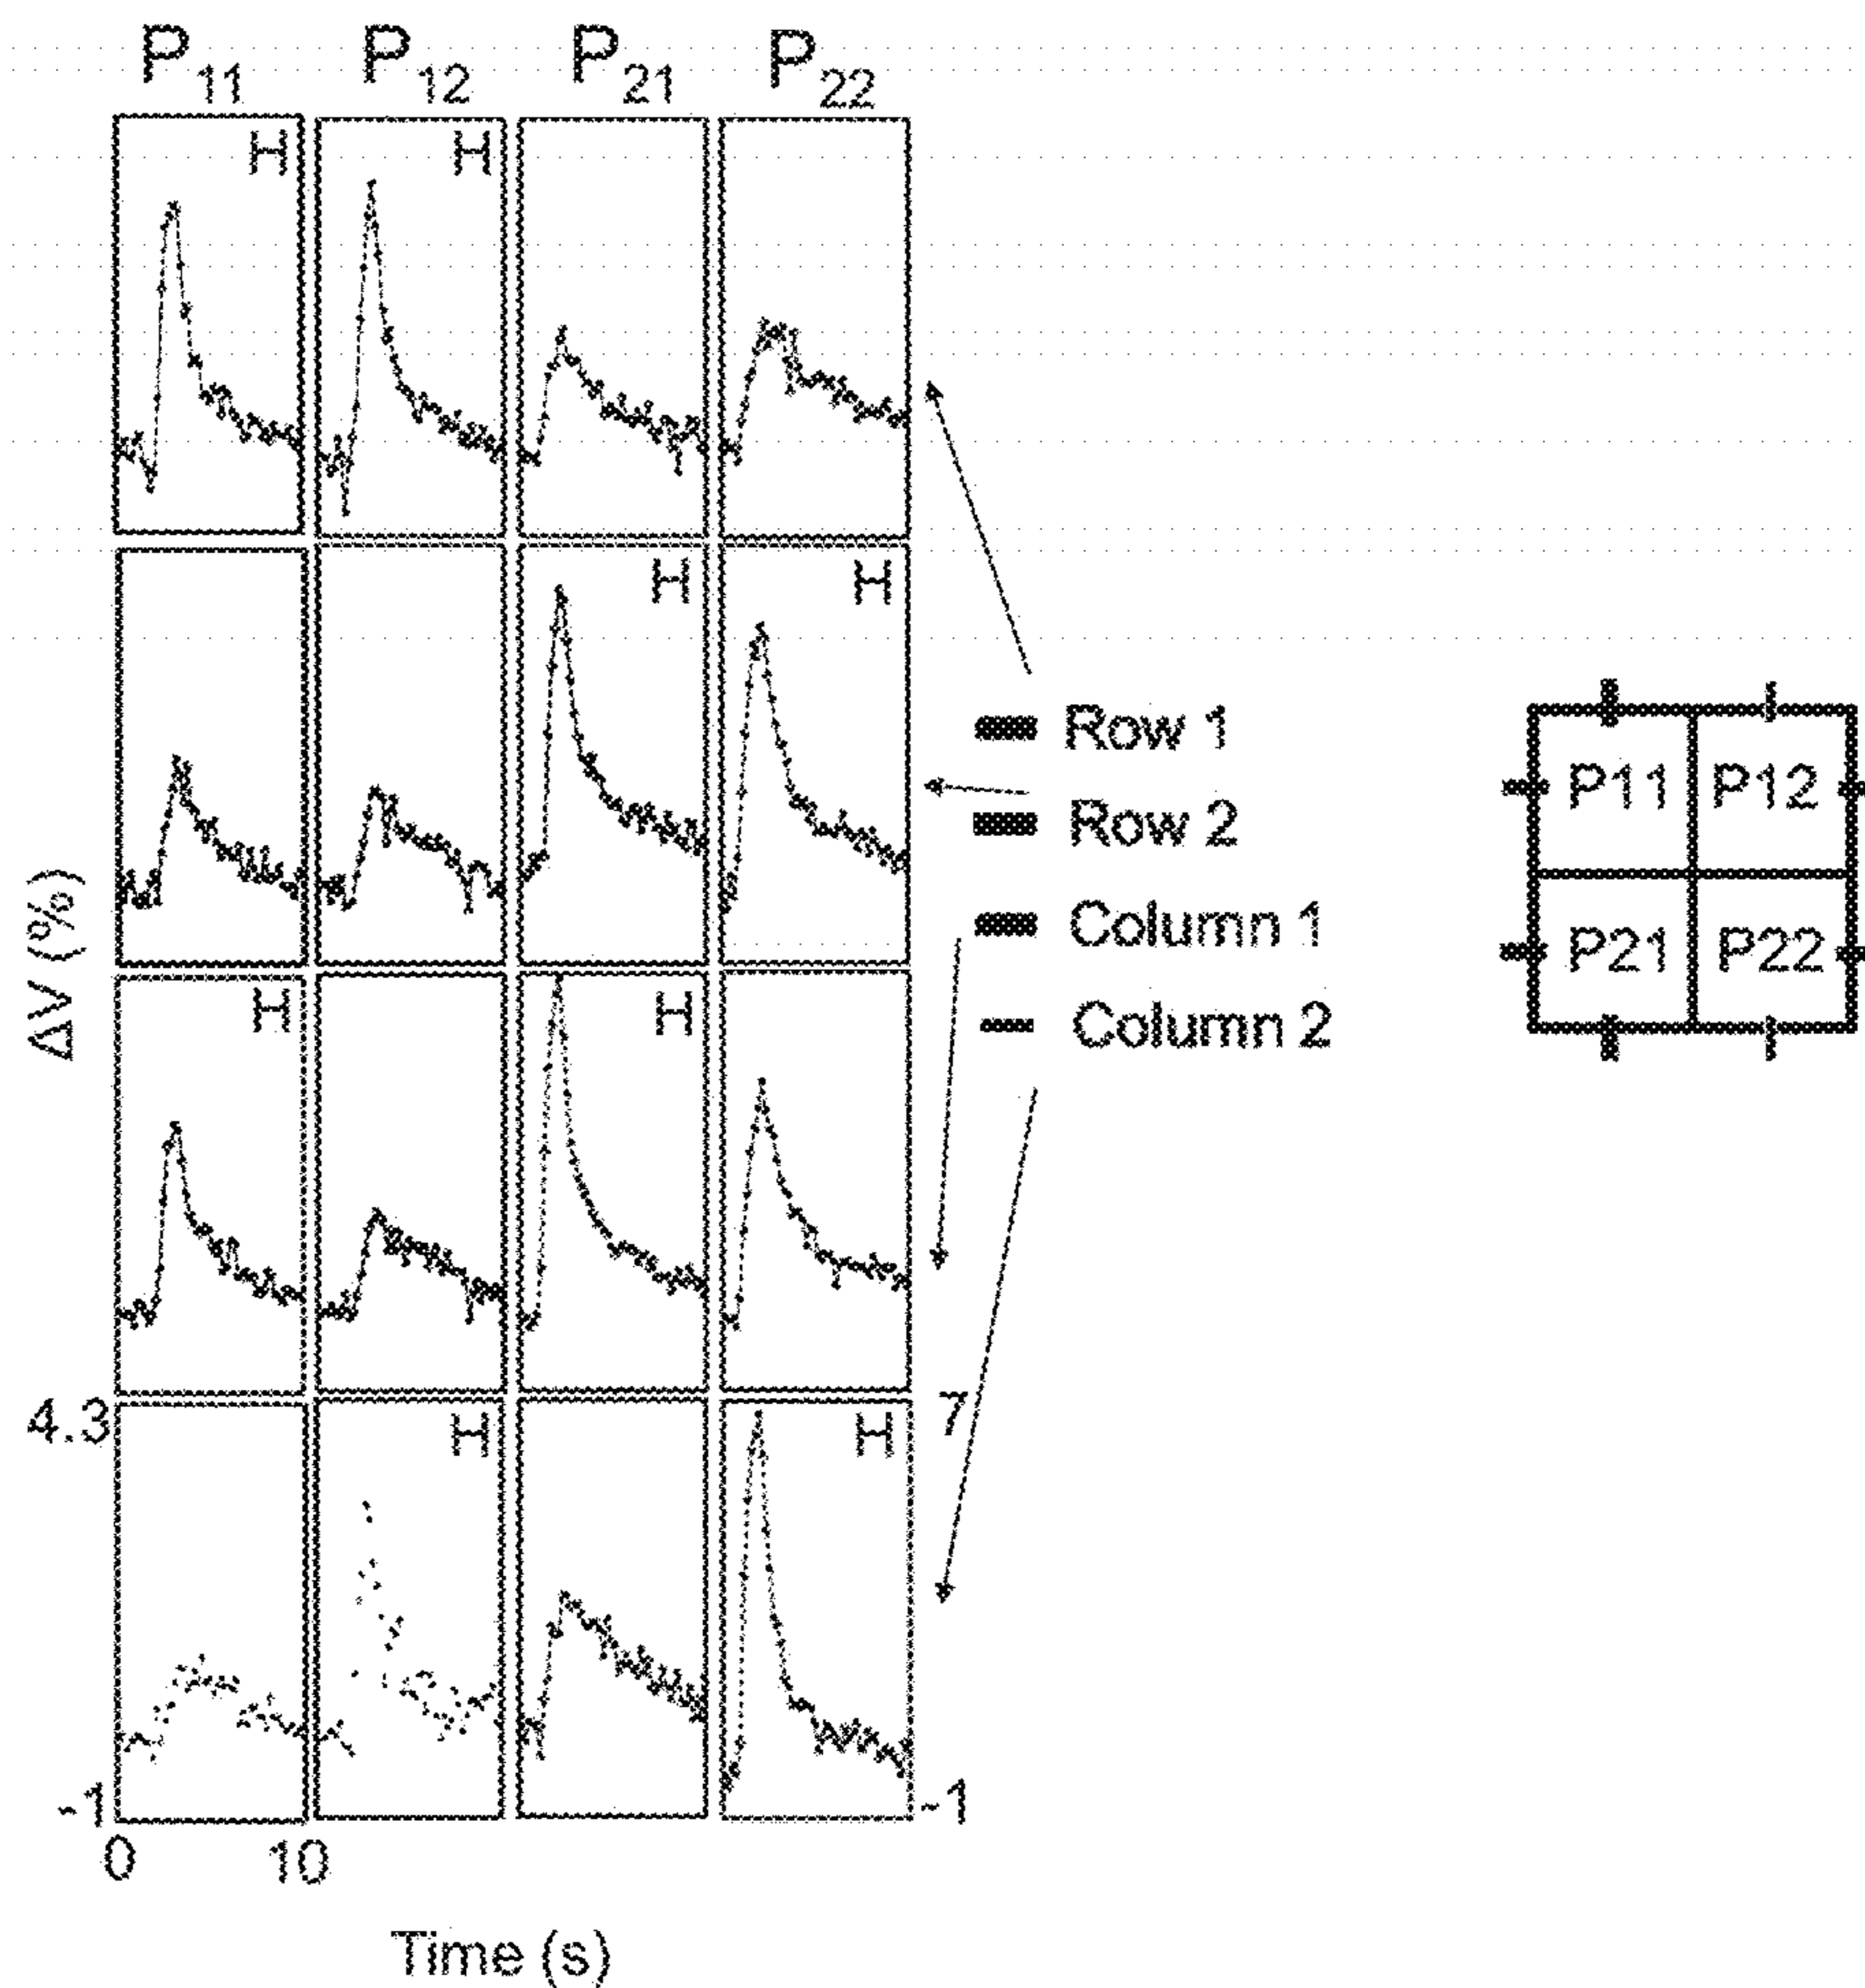 P11 P12 P21 P22
H H
H H
Row 1
Row 2
Column 1
Column 2
P11 P12
P21 P22
ΔV (%)
H H
4.3 7
H H
-1 -1
0 10
Time (s)